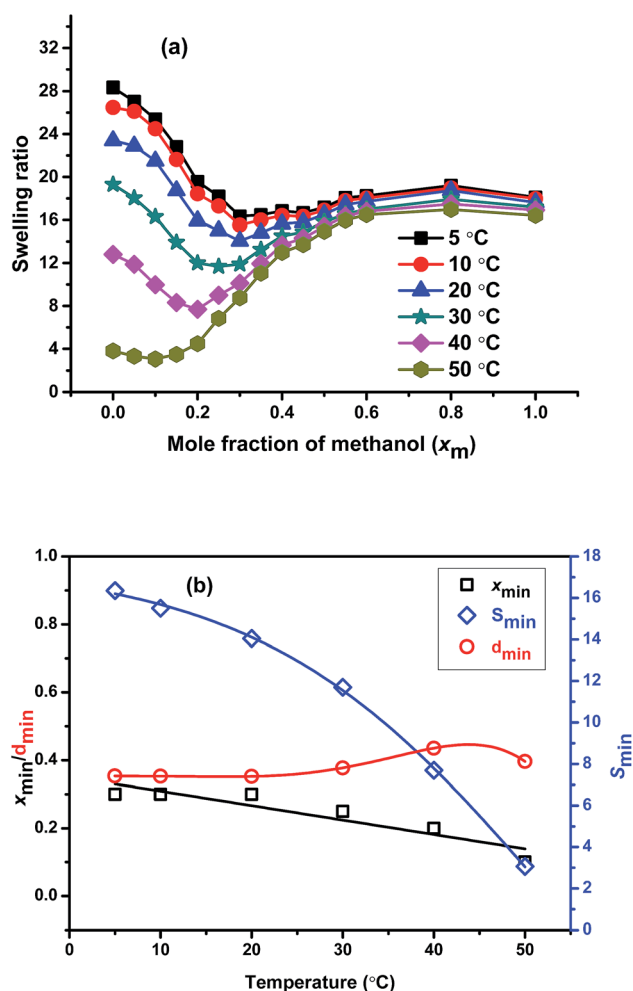 (a)
32
28
24
20
16
12
8
4
0
Swelling ratio
5 °C
10 °C
20 °C
30 °C
40 °C
50 °C
0.0 0.2 0.4 0.6 0.8 1.0
Mole fraction of methanol (xm)
(b)
1.0
0.8
0.6
0.4
0.2
0.0
xmin/dmin
xmin
Smin
dmin
18
16
14
12
10
8
6
4
2
0
Smin
0 10 20 30 40 50
Temperature (°C)